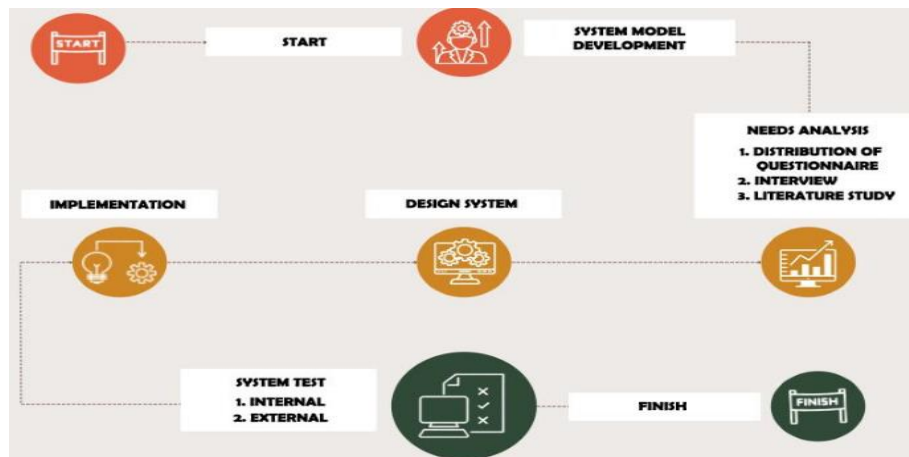 START
START
SYSTEM MODEL
DEVELOPMENT
NEEDS ANALYSIS
1. DISTRIBUTION OF
QUESTIONNAIRE
2. INTERVIEW
3. LITERATURE STUDY
DESIGN SYSTEM
IMPLEMENTATION
SYSTEM TEST
1. INTERNAL
2. EXTERNAL
FINISH
FINISH